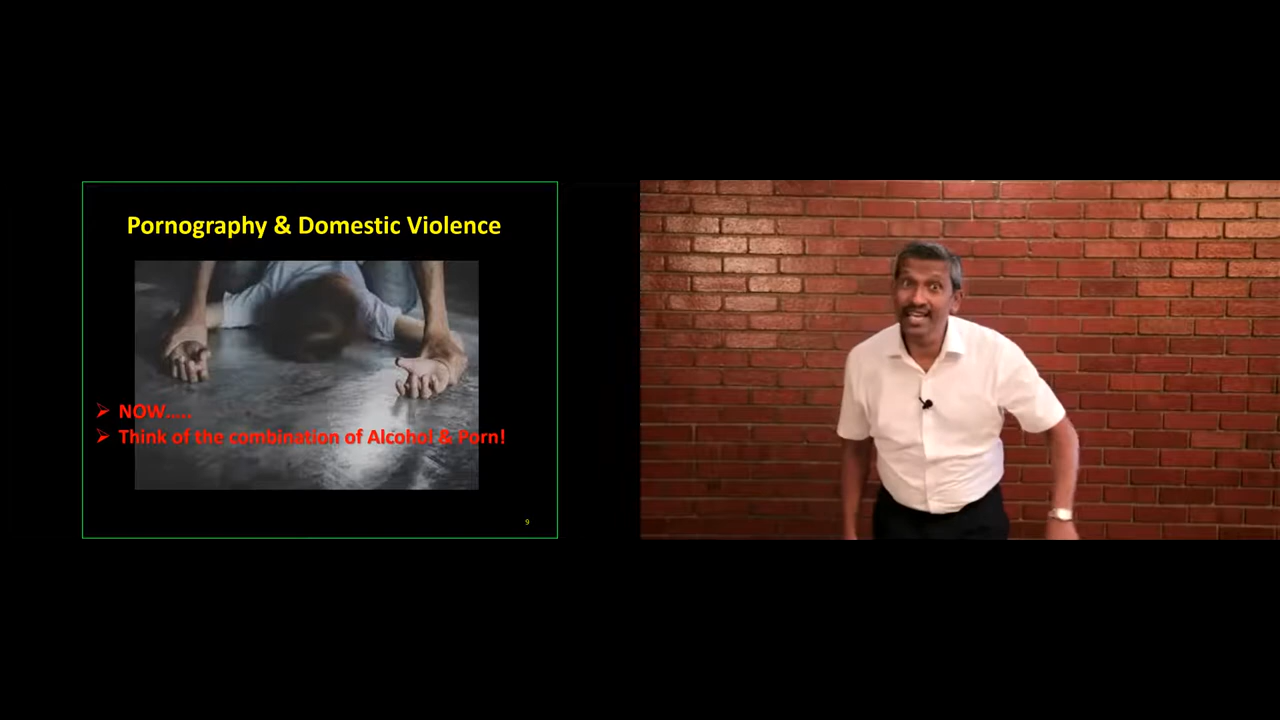 Pornography & Domestic Violence
➢ NOW.....
➢ Think of the combination of Alcohol & Porn!
9